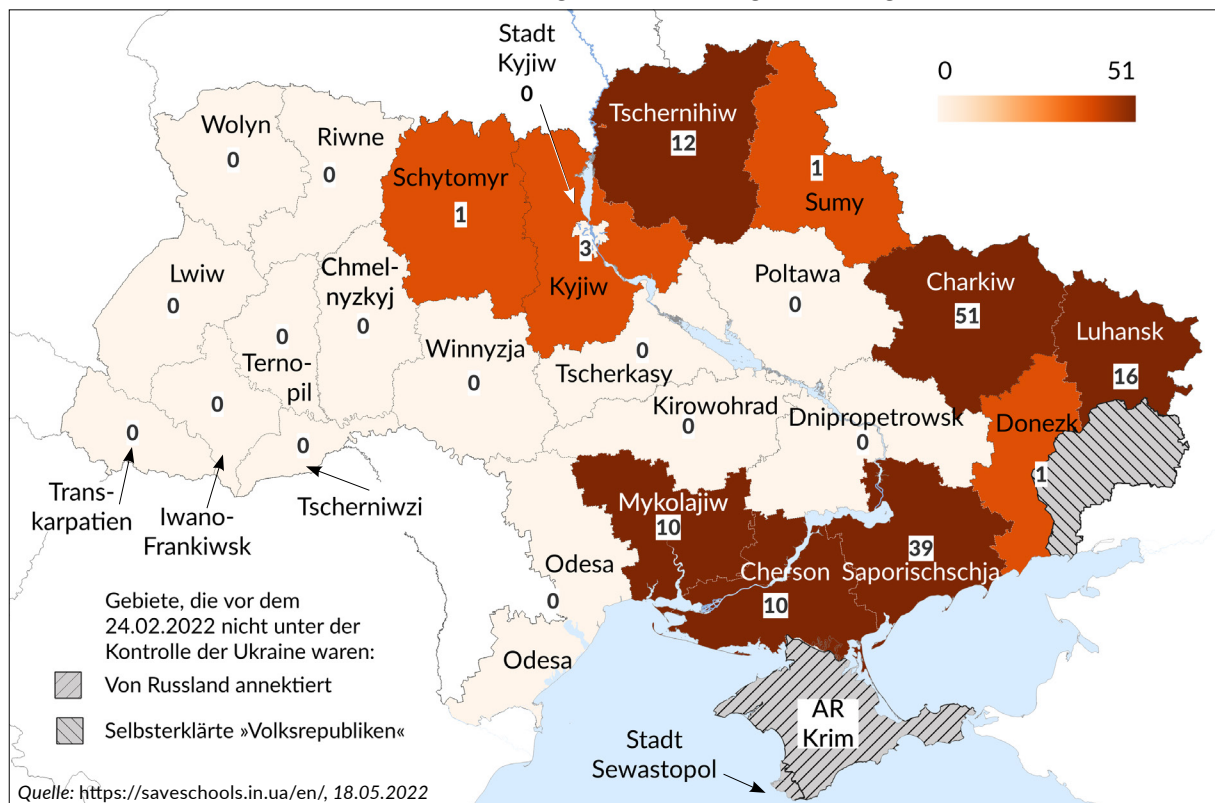 Stadt
Kyjiw
0
0 51
Wolyn
0
Riwne
0
Tschernihiw
12
Schytomyr
1
1
Sumy
3
Kyjiw
Lwiw
0
Chmel-
nyzkyj
0
Poltawa
0
Charkiw
51
Luhansk
16
0
Terno-
pil
Winnyzja
0
0
Tscherkasy
Kirowohrad
0
Dnipropetrowsk
0
Donezk
1
0
0
0
Trans-
karpatien
Iwano-
Frankiwsk
Tscherniwzi
Mykolajiw
10
39
Saporischschja
Cherson
10
Odesa
0
Odesa
Gebiete, die vor dem
24.02.2022 nicht unter der
Kontrolle der Ukraine waren:
Von Russland annektiert
Selbsterklärte »Volksrepubliken«
AR
Krim
Stadt
Sewastopol
Quelle: https://saveschools.in.ua/en/, 18.05.2022